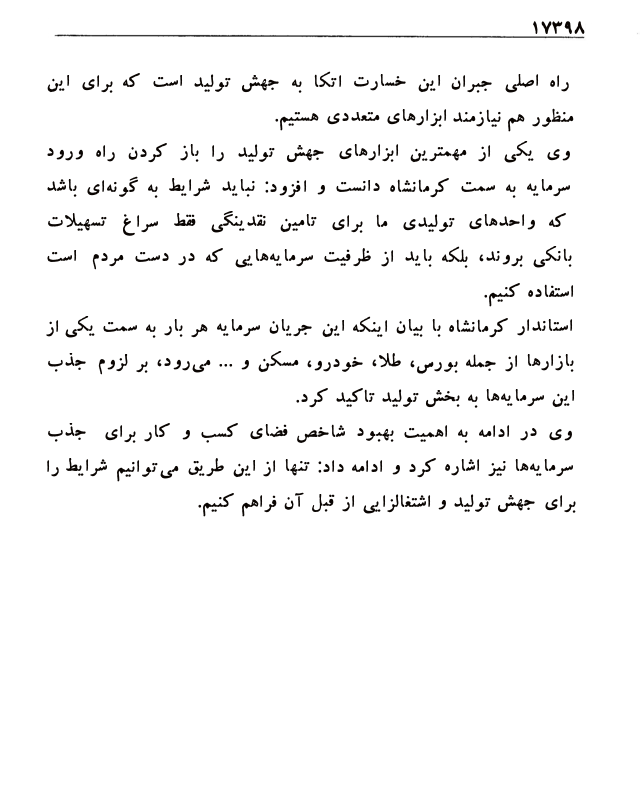 ۱۷۳۹۸
راه اصلی جبران این خسارت اتکا به جهش تولید است که برای این
منظور هم نیازمند ابزارهای متعددی هستیم.
وی یکی از مهمترین ابزارهای جهش تولید را باز کردن راه ورود
سرمایه به سمت کرمانشاه دانست و افزود: نباید شرایط به گونه‌ای باشد
که واحدهای تولیدی ما برای تامین نقدینگی فقط سراغ تسهیلات
بانکی بروند، بلکه باید از ظرفیت سرمایه‌هایی که در دست مردم است
استفاده کنیم.
استاندار کرمانشاه با بیان اینکه این جریان سرمایه هر بار به سمت یکی از
بازارها از جمله بورس، طلا، خودرو، مسکن و ... می‌رود، بر لزوم جذب
این سرمایه‌ها به بخش تولید تاکید کرد.
وی در ادامه به اهمیت بهبود شاخص فضای کسب و کار برای جذب
سرمایه‌ها نیز اشاره کرد و ادامه داد: تنها از این طریق می‌توانیم شرایط را
برای جهش تولید و اشتغالزایی از قبل آن فراهم کنیم.